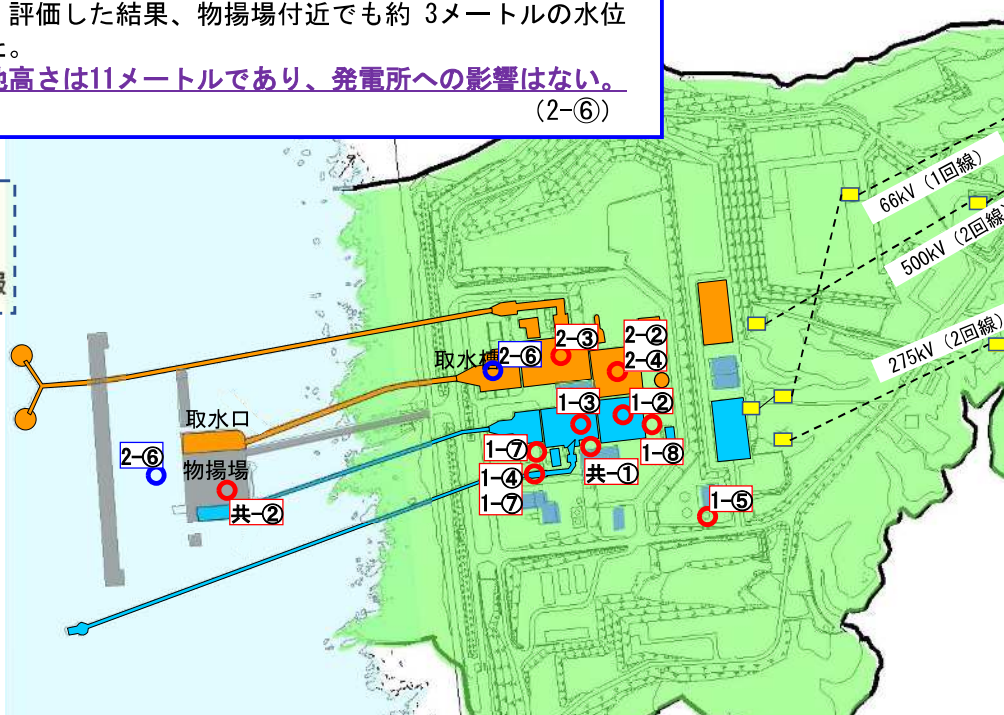 評価した結果、物揚場付近でも約 3メートルの水位
た。
地高さは11メートルであり、発電所への影響はない。
(2-⑥)
報
66kV (1回線)
500kV (2回線)
275kV (2回線)
取水槽
2-⑥
2-③
2-②
2-④
取水口
物揚場
2-⑥
共-②
1-③
1-②
1-⑦
1-④
1-⑦
共-①
1-⑧
1-⑤